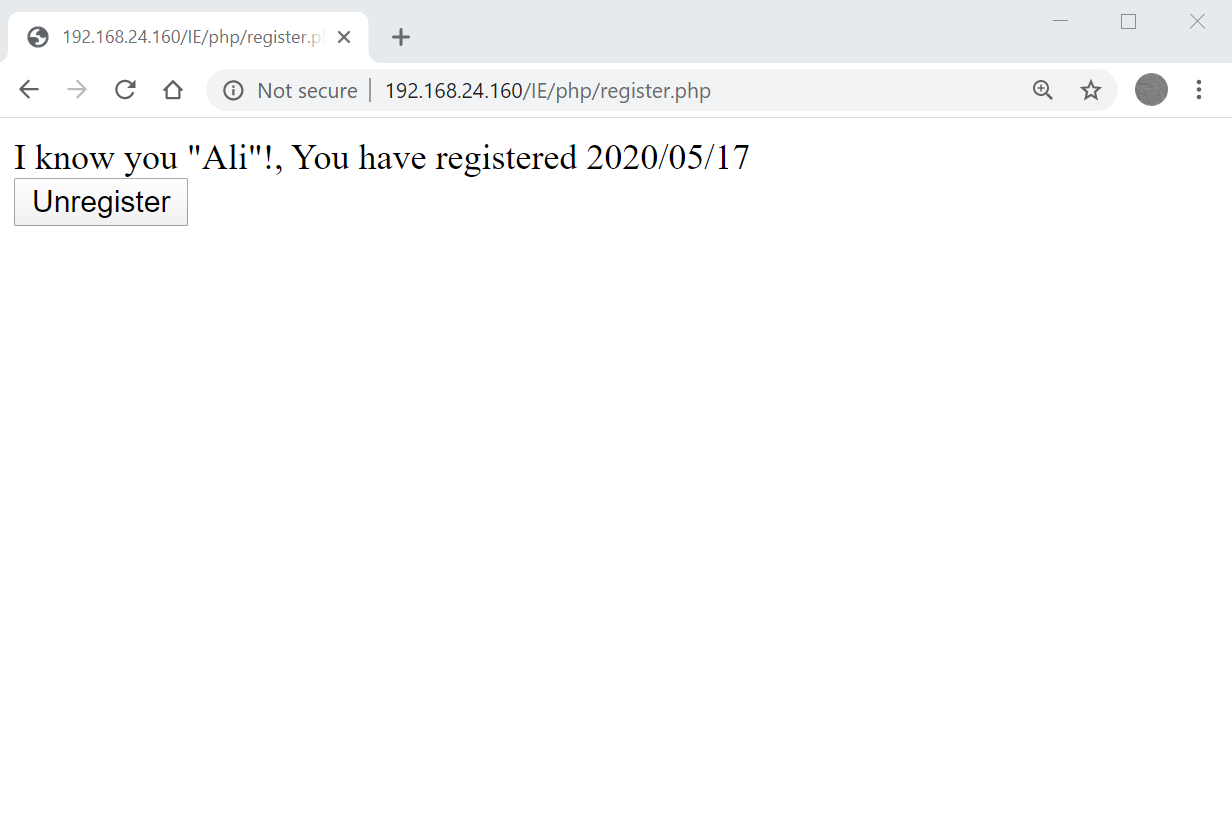 192.168.24.160/IE/php/register.p
Not secure | 192.168.24.160/IE/php/register.php
I know you "Ali"!, You have registered 2020/05/17
Unregister